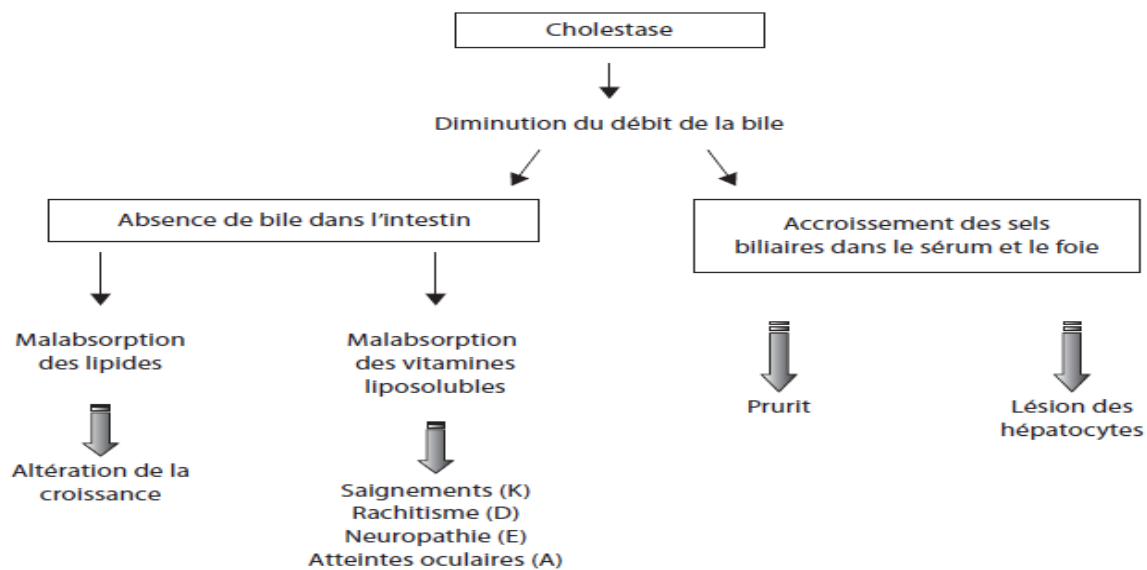 Cholestase
Diminution du débit de la bile
Absence de bile dans l'intestin
Accroissement des sels
biliaires dans le sérum et le foie
Malabsorption
des lipides
Malabsorption
des vitamines
liposolubles
Prurit
Lésion des
hépatocytes
Altération de la
croissance
Saignements (K)
Rachitisme (D)
Neuropathie (E)
Atteintes oculaires (A)